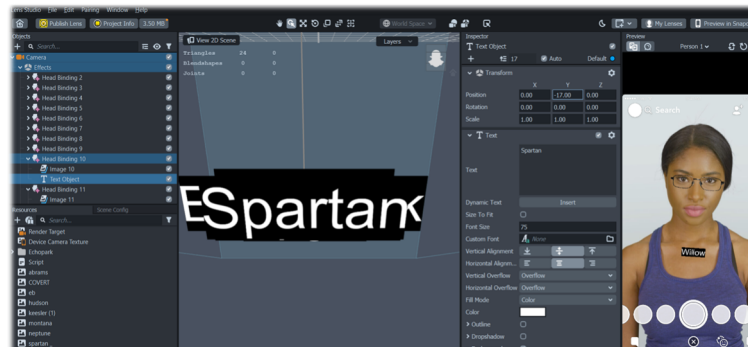 Lens Studio File Edit Pairing Window Help
Publish Lens Project Info 3.50 MB World Space My Lenses Preview in Snapc
Objects
Search...
Camera
Effects
Head Binding 2
Head Binding 3
Head Binding 4
Head Binding 5
Head Binding 6
Head Binding 7
Head Binding 8
Head Binding 9
Head Binding 10
Image 10
Text Object
Head Binding 11
Image 11
Resources Scene Config
Search...
Render Target
Device Camera Texture
Echopark
Script
abrams
COVERT
eb
hudson
keesler (1)
montana
neptune
spartan_
View 2D Scene Layers
Triangles 24 0
Blendshapes 0 0
Joints 0 0
Spartan
Inspector
Text Object
17 Auto Default
Transform
X Y Z
Position 0.00 -17.00 0.00
Rotation 0.00 0.00 0.00
Scale 1.00 1.00 1.00
Text
Text Spartan
Dynamic Text Insert
Size To Fit
Font Size 75
Custom Font None
Vertical Alignment
Horizontal Alignm...
Vertical Overflow Overflow
Horizontal Overflow Overflow
Fill Mode Color
Color
Outline
Dropshadow
Preview
Person 1
Search
Willow